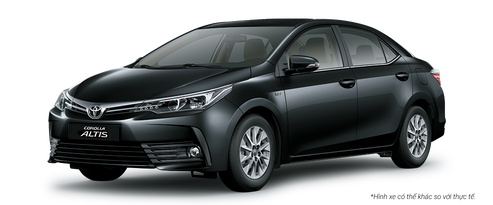 COROLLA
ALTIS
*Hình xe có thể khác so với thực tế.